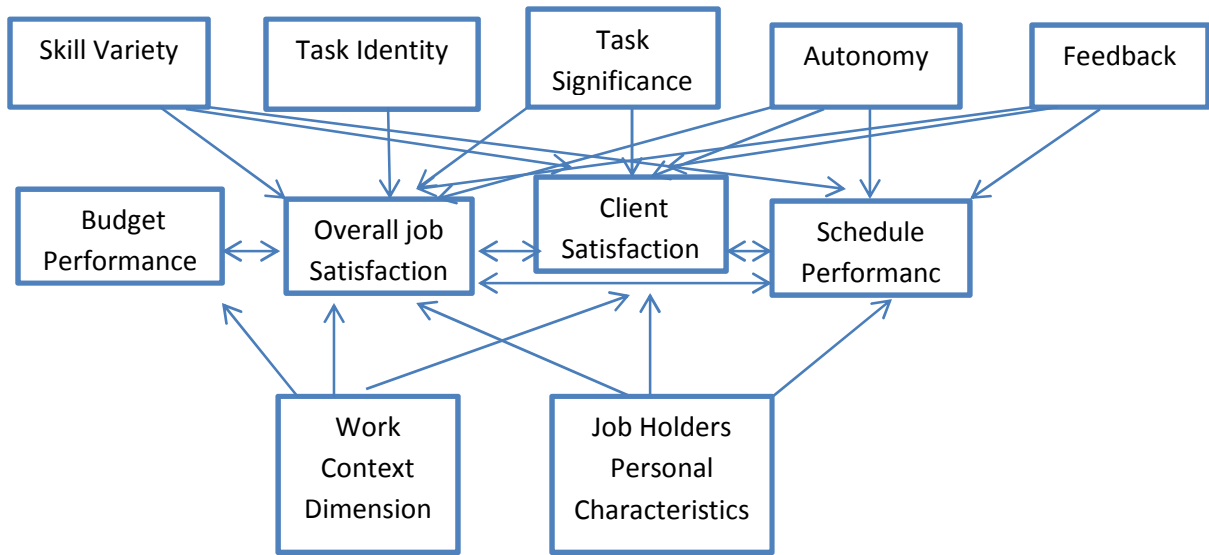 Skill Variety
Task Identity
Task
Significance
Autonomy
Feedback
Budget
Performance
Overall job
Satisfaction
Client
Satisfaction
Schedule
Performanc
Work
Context
Dimension
Job Holders
Personal
Characteristics